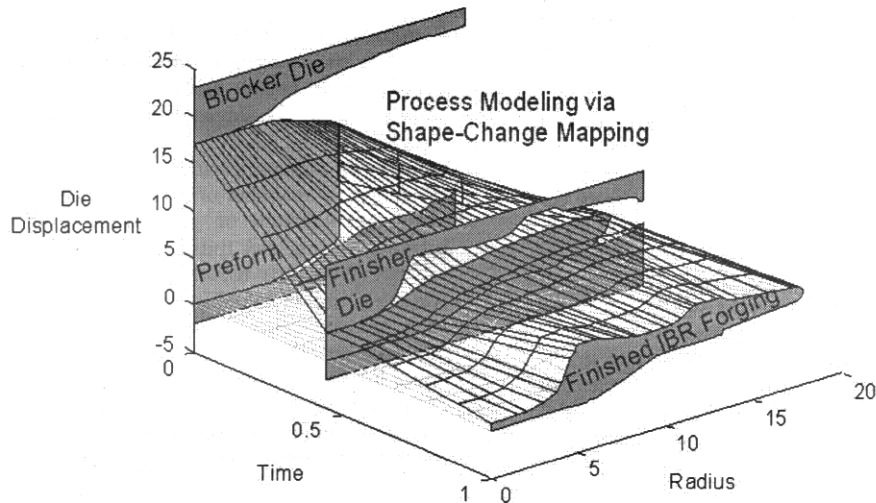 25
20
15
10
5
0
-5
Die
Displacement
Blocker Die
Process Modeling via
Shape-Change Mapping
Preform
Finisher
Die
Finished IBR Forging
0
0.5
1
Time
0
5
10
15
20
Radius